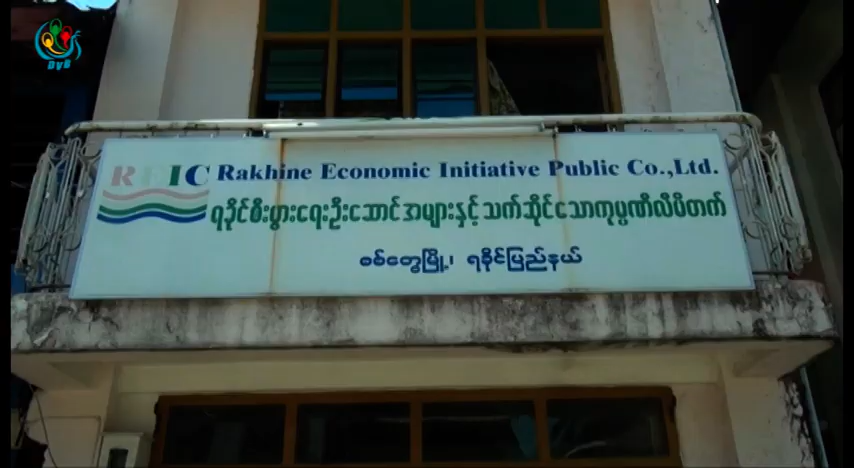 DVB
REIC Rakhine Economic Initiative Public Co.,Ltd.
ရခိုင်စီးပွားရေးဦးဆောင်အများနှင့်သက်ဆိုင်သောကုမ္ပဏီလီမိတက်
စစ်တွေမြို့၊ ရခိုင်ပြည်နယ်